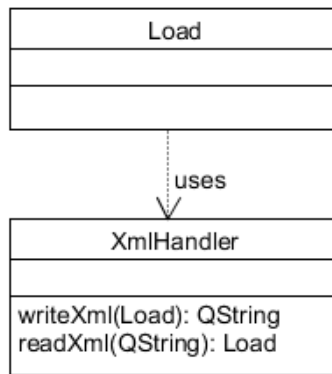 Load
uses
XmlHandler
writeXml(Load): QString
readXml(QString): Load